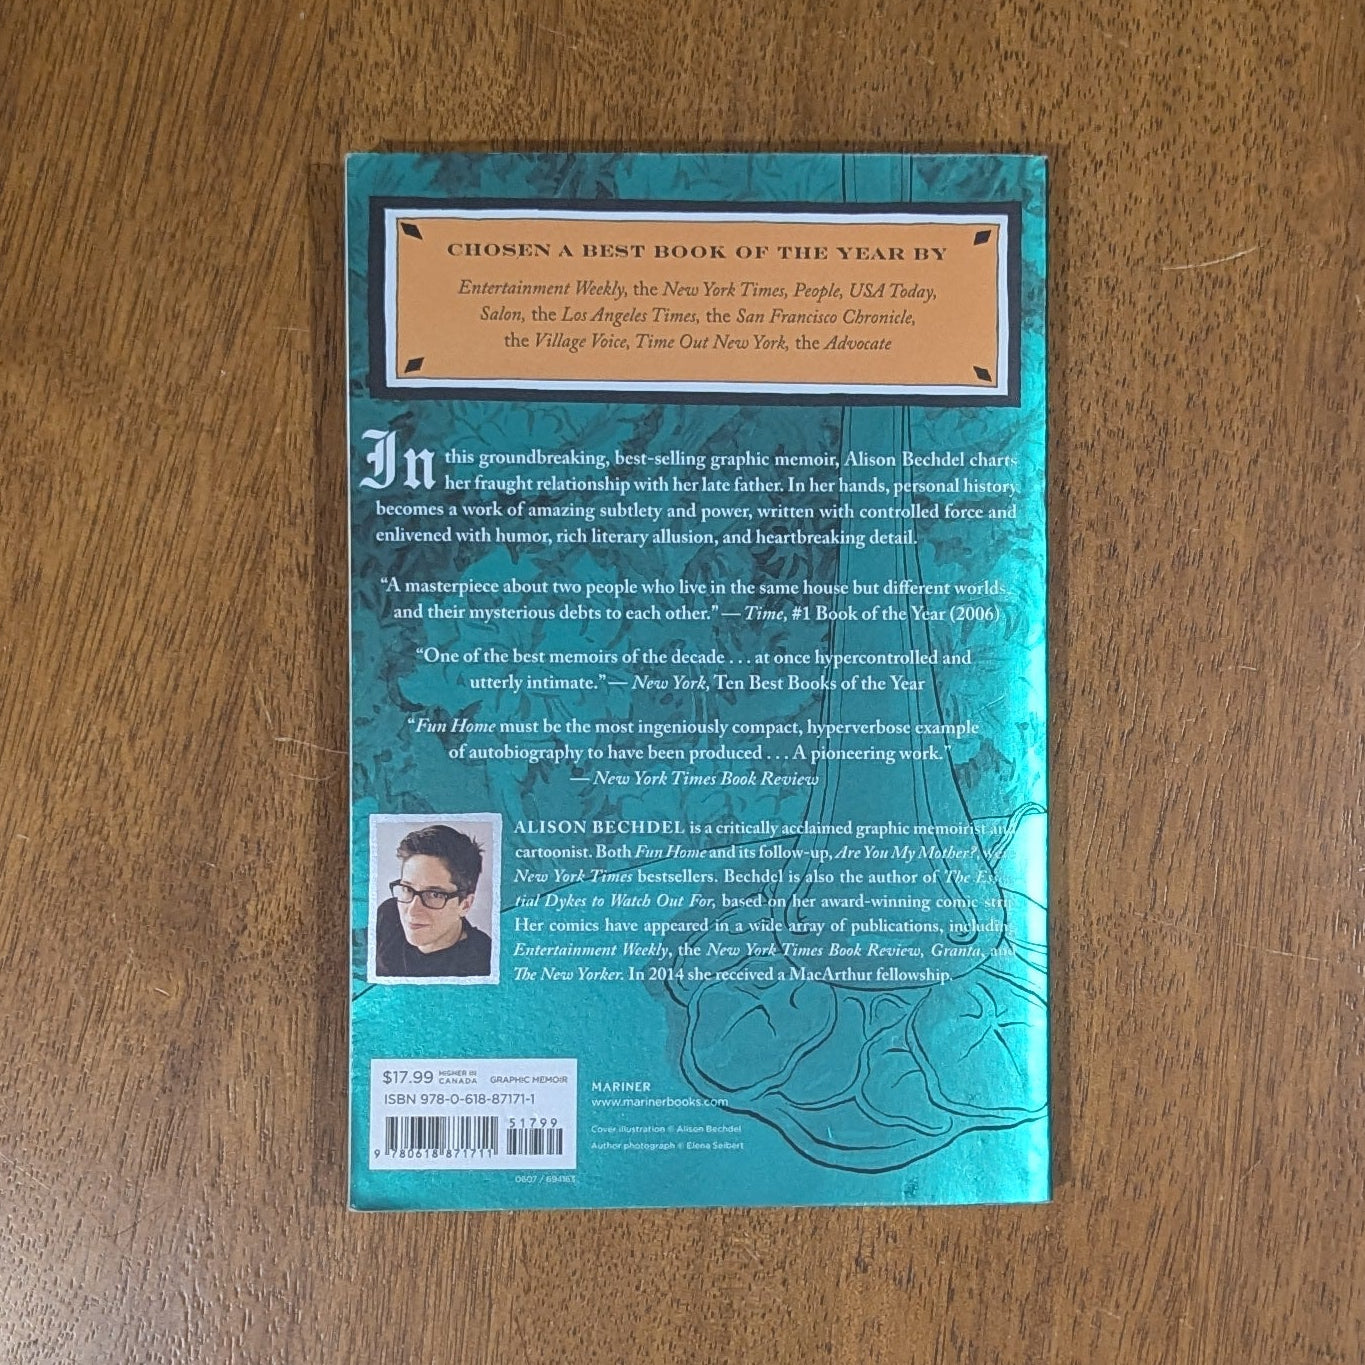 CHOSEN A BEST BOOK OF THE YEAR BY
Entertainment Weekly, the New York Times, People, USA Today,
Salon, the Los Angeles Times, the San Francisco Chronicle,
the Village Voice, Time Out New York, the Advocate
In this groundbreaking, best-selling graphic memoir, Alison Bechdel charts
her fraught relationship with her late father. In her hands, personal history
becomes a work of amazing subtlety and power, written with controlled force and
enlivened with humor, rich literary allusion, and heartbreaking detail.
“A masterpiece about two people who live in the same house but different worlds,
and their mysterious debts to each other.” — Time, #1 Book of the Year (2006)
“One of the best memoirs of the decade . . . at once hypercontrolled and
utterly intimate.” — New York, Ten Best Books of the Year
“Fun Home must be the most ingeniously compact, hyperverbose example
of autobiography to have been produced . . . A pioneering work.”
— New York Times Book Review
ALISON BECHDEL is a critically acclaimed graphic memoirist and
cartoonist. Both Fun Home and its follow-up, Are You My Mother?, were
New York Times bestsellers. Bechdel is also the author of The Essen-
tial Dykes to Watch Out For, based on her award-winning comic strip.
Her comics have appeared in a wide array of publications, including
Entertainment Weekly, the New York Times Book Review, Granta, and
The New Yorker. In 2014 she received a MacArthur fellowship.
$17.99 HIGHER IN CANADA GRAPHIC MEMOIR
ISBN 978-0-618-87171-1
51799
9 780618 871711
0607 / 694163
MARINER
www.marinerbooks.com
Cover illustration © Alison Bechdel
Author photograph © Elena Seibert